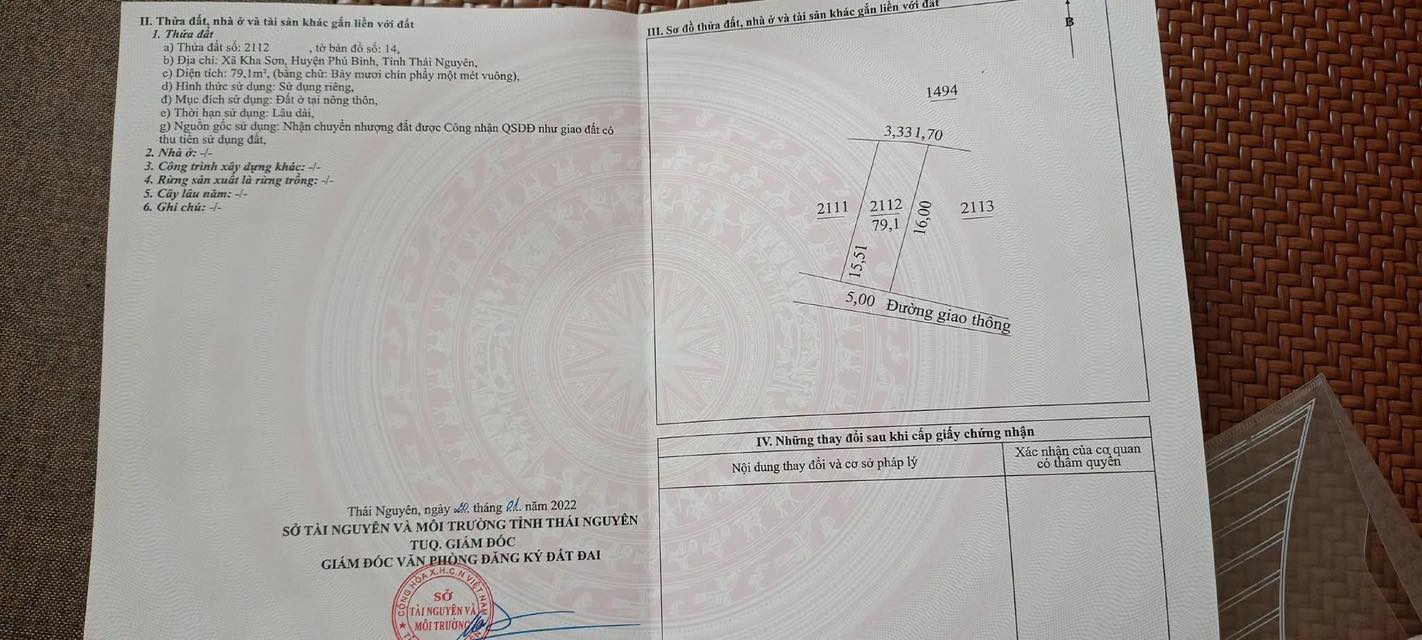 II. Thửa đất, nhà ở và tài sản khác gắn liền với đất
1. Thửa đất
a) Thửa đất số: 2112 , tờ bản đồ số: 14,
b) Địa chỉ: Xã Kha Sơn, Huyện Phú Bình, Tỉnh Thái Nguyên,
c) Diện tích: 79,1m², (bằng chữ: Bảy mươi chín phẩy một mét vuông),
d) Hình thức sử dụng: Sử dụng riêng,
đ) Mục đích sử dụng: Đất ở tại nông thôn,
e) Thời hạn sử dụng: Lâu dài,
g) Nguồn gốc sử dụng: Nhận chuyển nhượng đất được Công nhận QSDĐ như giao đất có
thu tiền sử dụng đất,
2. Nhà ở: -/-
3. Công trình xây dựng khác: -/-
4. Rừng sản xuất là rừng trồng: -/-
5. Cây lâu năm: -/-
6. Ghi chú: -/-
Thái Nguyên, ngày tháng 01 năm 2022
SỞ TÀI NGUYÊN VÀ MÔI TRƯỜNG TỈNH THÁI NGUYÊN
TUQ. GIÁM ĐỐC
GIÁM ĐỐC VĂN PHÒNG ĐĂNG KÝ ĐẤT ĐAI
CỘNG HÒA X.H.C.N VIỆT NAM
SỞ
TÀI NGUYÊN VÀ
MÔI TRƯỜNG
III. Sơ đồ thửa đất, nhà ở và tài sản khác gắn liền với đất
B
1494
3,33 1,70
2111
2112
79,1
16,00
2113
15,51
5,00 Đường giao thông
IV. Những thay đổi sau khi cấp giấy chứng nhận
Nội dung thay đổi và cơ sở pháp lý
Xác nhận của cơ quan
có thẩm quyền